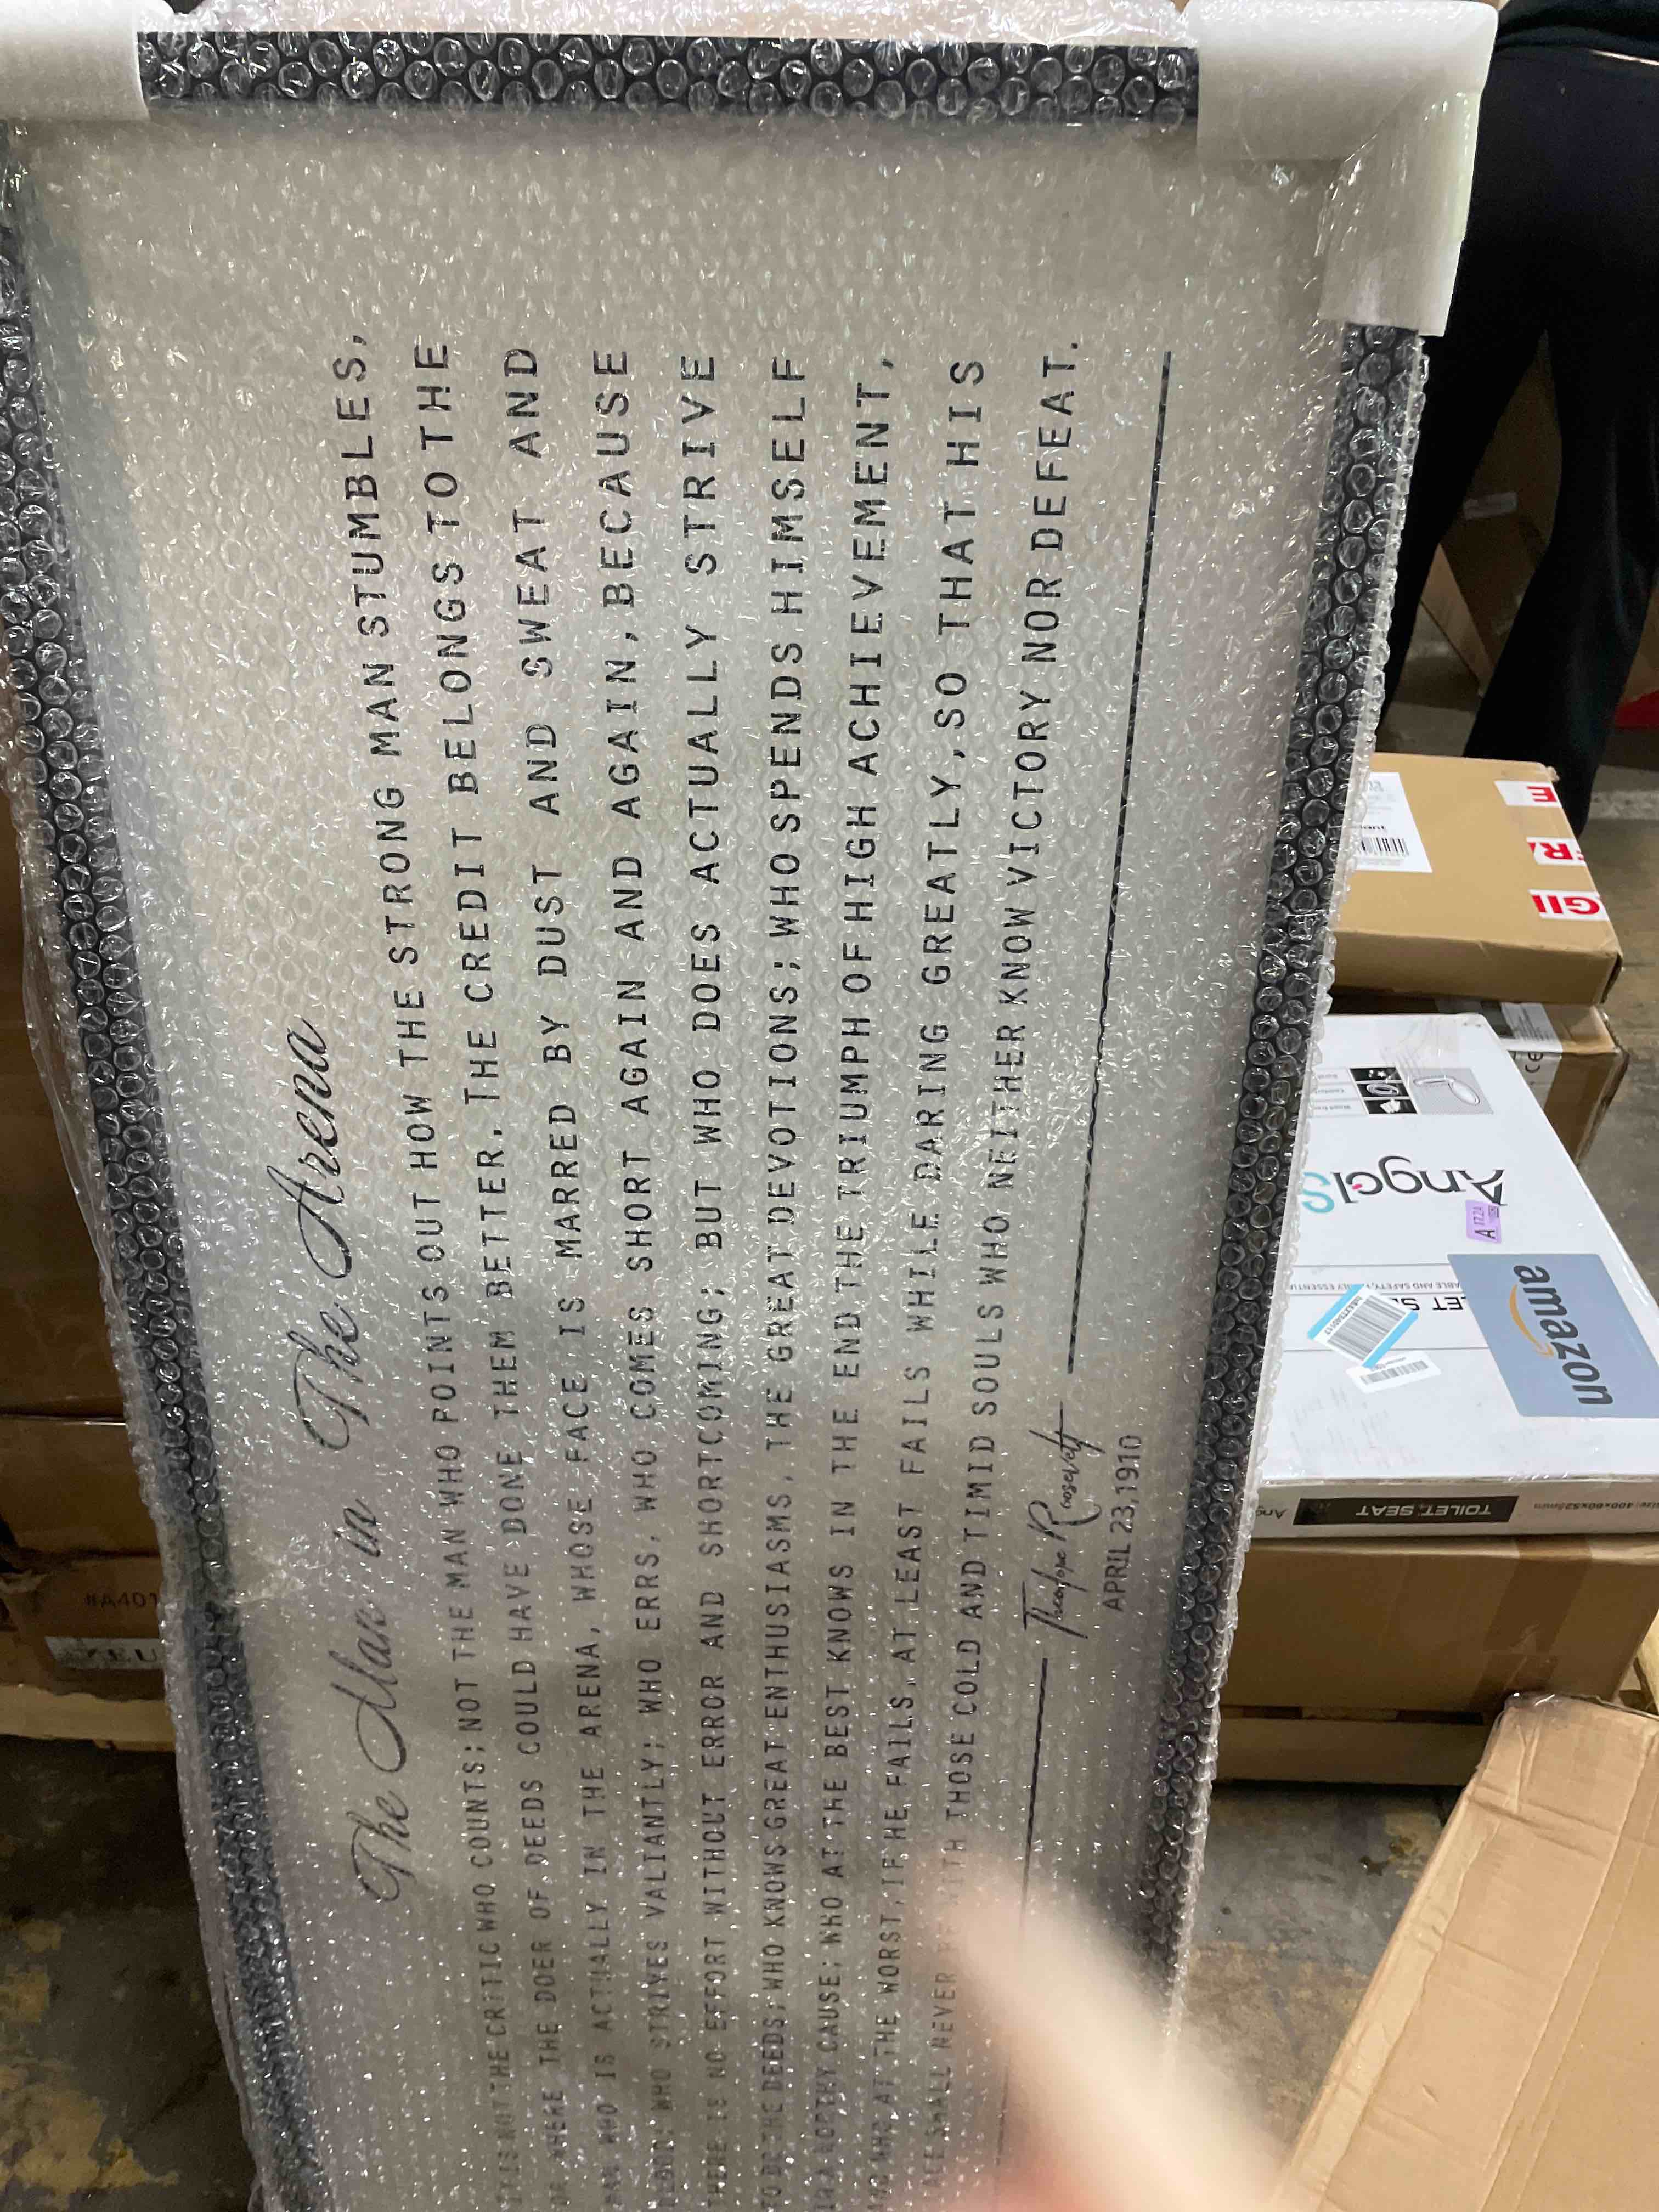 The Man in The Arena
IT IS NOT THE CRITIC WHO COUNTS; NOT THE MAN WHO POINTS OUT HOW THE STRONG MAN STUMBLES,
OR WHERE THE DOER OF DEEDS COULD HAVE DONE THEM BETTER. THE CREDIT BELONGS TO THE
MAN WHO IS ACTUALLY IN THE ARENA, WHOSE FACE IS MARRED BY DUST AND SWEAT AND
BLOOD; WHO STRIVES VALIANTLY; WHO ERRS, WHO COMES SHORT AGAIN AND AGAIN, BECAUSE
THERE IS NO EFFORT WITHOUT ERROR AND SHORTCOMING; BUT WHO DOES ACTUALLY STRIVE
TO DO THE DEEDS; WHO KNOWS GREAT ENTHUSIASMS, THE GREAT DEVOTIONS; WHO SPENDS HIMSELF
IN A WORTHY CAUSE; WHO AT THE BEST KNOWS IN THE END THE TRIUMPH OF HIGH ACHIEVEMENT,
AND WHO AT THE WORST, IF HE FAILS, AT LEAST FAILS WHILE DARING GREATLY, SO THAT HIS
SHALL NEVER WITH THOSE COLD AND TIMID SOULS WHO NEITHER KNOW VICTORY NOR DEFEAT.
Theodore Roosevelt
APRIL 23,1910
GII
E
Angels
A
amazon
TOILET SEAT
#A401
CE